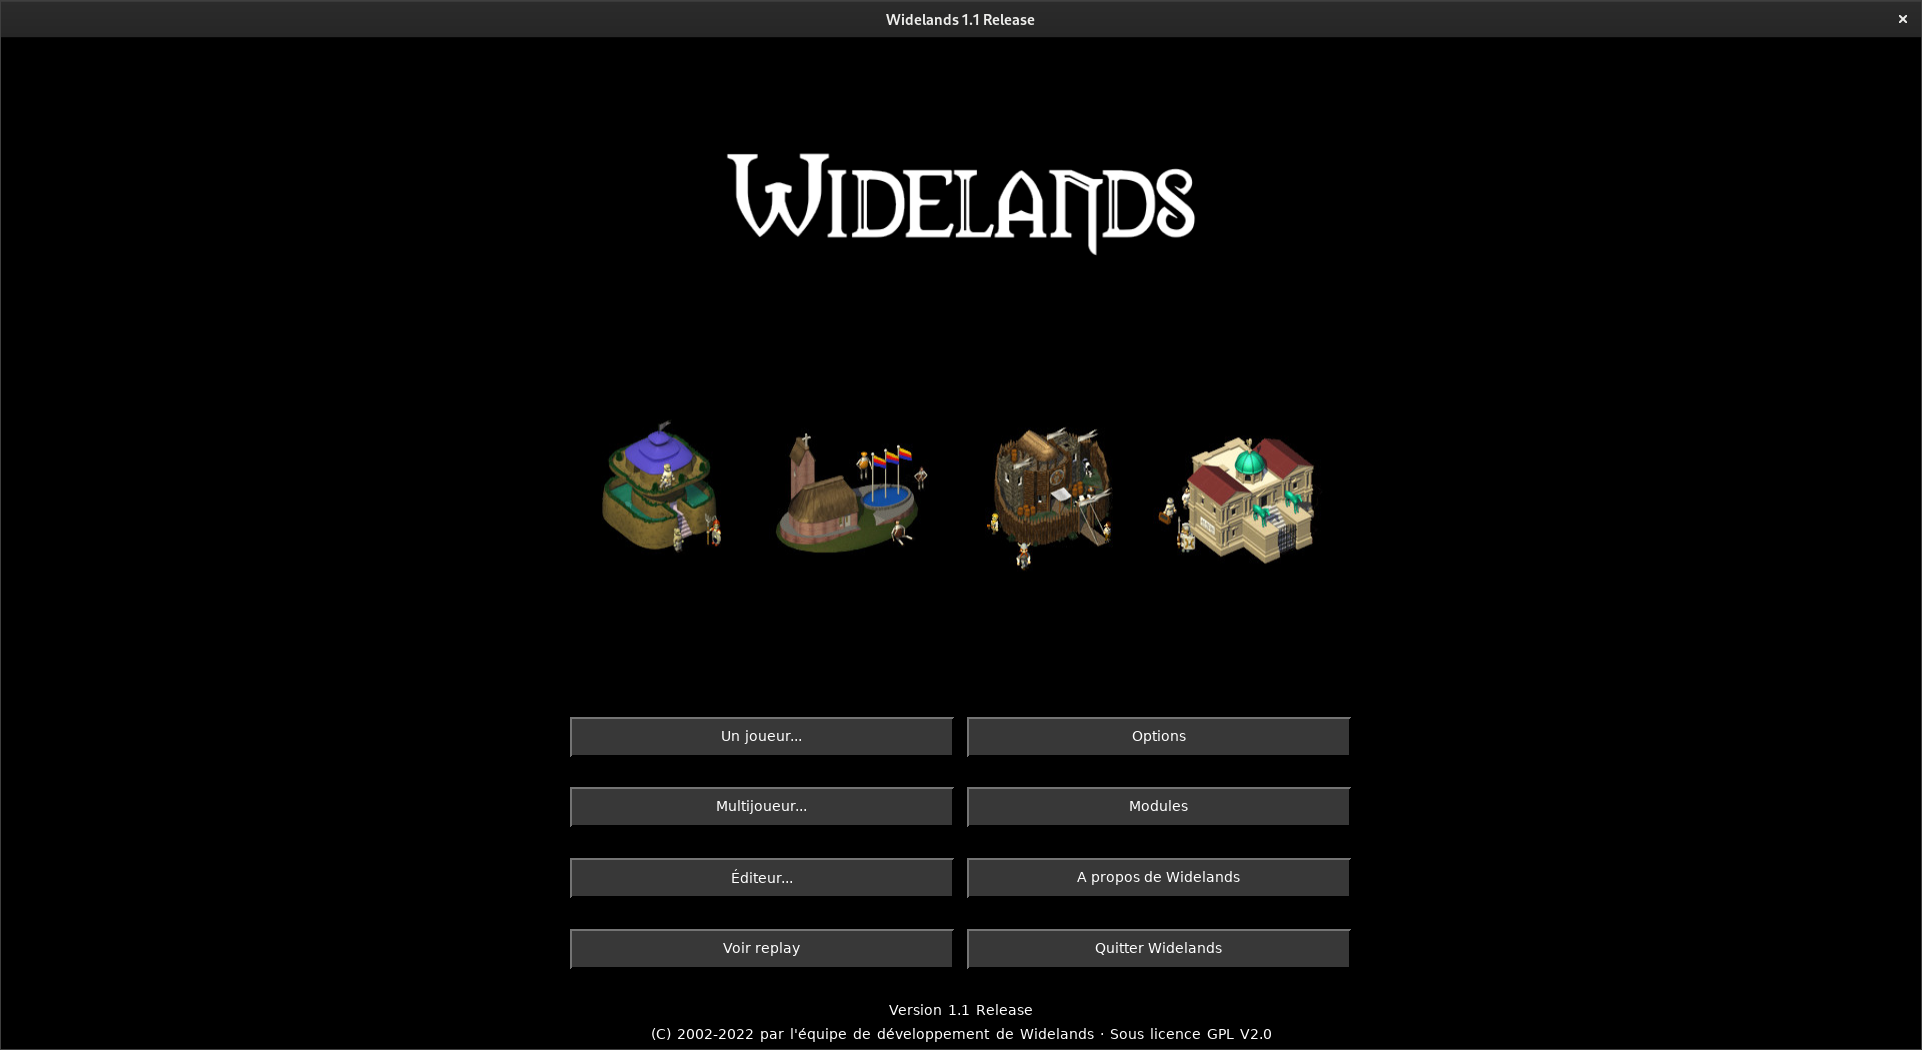 Widelands 1.1 Release
WIDELANDS
Un joueur...
Options
Multijoueur...
Modules
Éditeur...
A propos de Widelands
Voir replay
Quitter Widelands
Version 1.1 Release
(C) 2002-2022 par l'équipe de développement de Widelands · Sous licence GPL V2.0